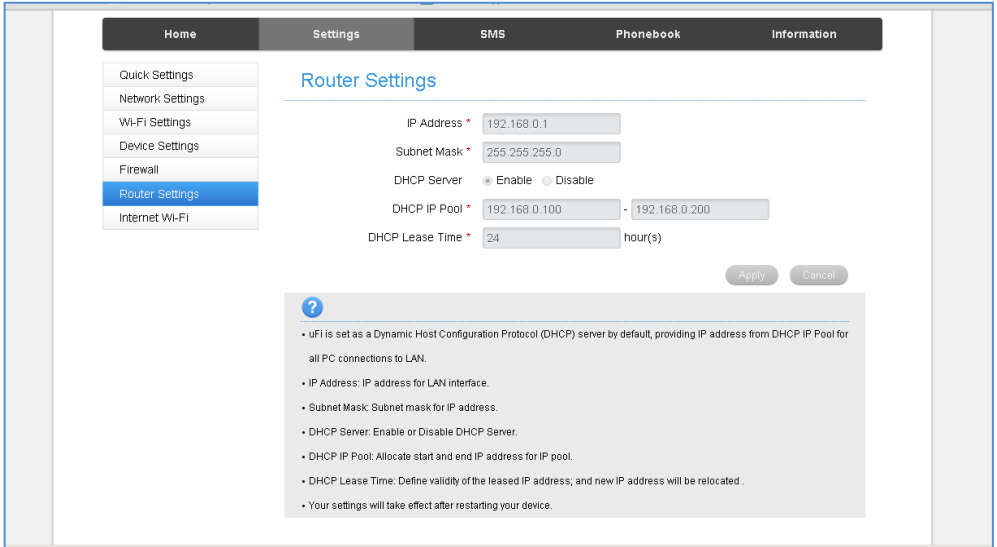 Home Settings SMS Phonebook Information
Quick Settings
Network Settings
Wi-Fi Settings
Device Settings
Firewall
Router Settings
Internet Wi-Fi
Router Settings
IP Address * 192.168.0.1
Subnet Mask * 255.255.255.0
DHCP Server Enable Disable
DHCP IP Pool * 192.168.0.100 - 192.168.0.200
DHCP Lease Time * 24 hour(s)
Apply Cancel
?
• uFi is set as a Dynamic Host Configuration Protocol (DHCP) server by default, providing IP address from DHCP IP Pool for
all PC connections to LAN.
• IP Address: IP address for LAN interface.
• Subnet Mask: Subnet mask for IP address.
• DHCP Server: Enable or Disable DHCP Server.
• DHCP IP Pool: Allocate start and end IP address for IP pool.
• DHCP Lease Time: Define validity of the leased IP address; and new IP address will be relocated .
• Your settings will take effect after restarting your device.